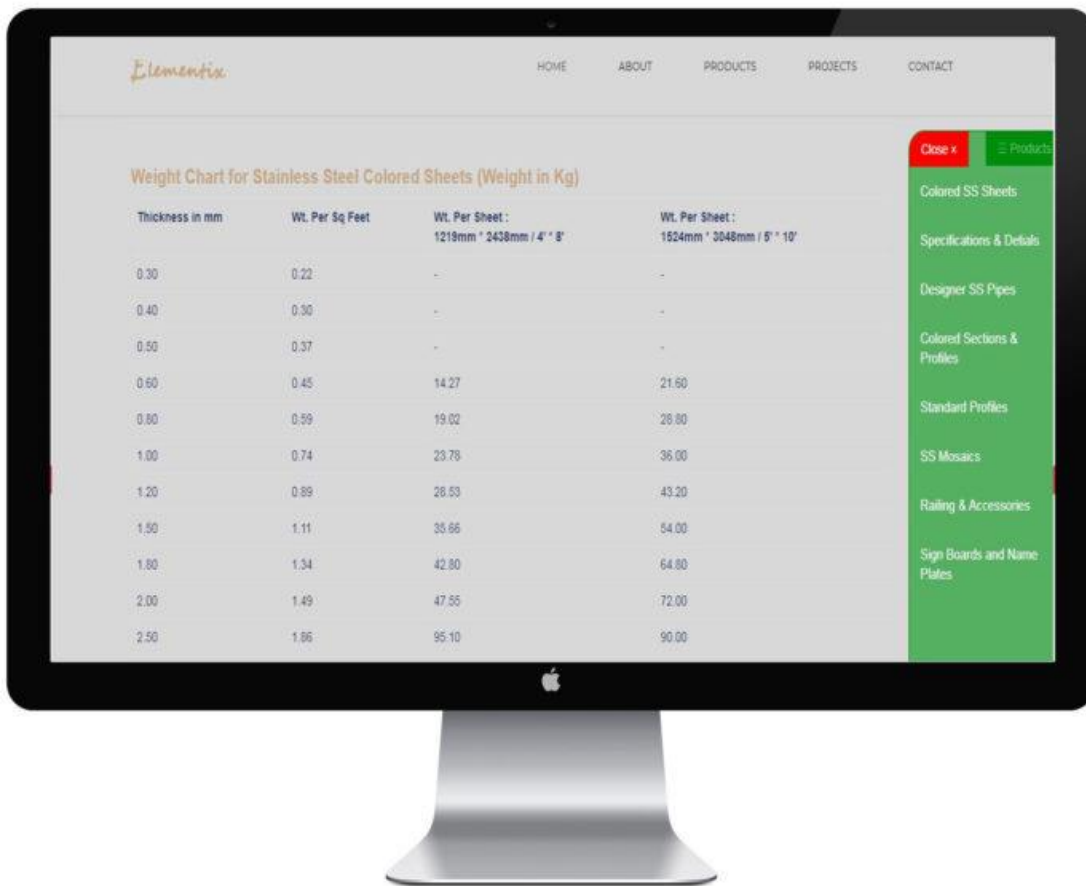 Elementix
HOME ABOUT PRODUCTS PROJECTS CONTACT
Close x ☰ Products
Weight Chart for Stainless Steel Colored Sheets (Weight in Kg)
Thickness in mm Wt. Per Sq Feet Wt. Per Sheet : Wt. Per Sheet :
1219mm * 2438mm / 4' * 8' 1524mm * 3048mm / 5' * 10'
0.30 0.22 - -
0.40 0.30 - -
0.50 0.37 - -
0.60 0.45 14.27 21.60
0.80 0.59 19.02 28.80
1.00 0.74 23.78 36.00
1.20 0.89 28.53 43.20
1.50 1.11 35.66 54.00
1.80 1.34 42.80 64.80
2.00 1.49 47.55 72.00
2.50 1.86 95.10 90.00
Colored SS Sheets
Specifications & Detials
Designer SS Pipes
Colored Sections &
Profiles
Standard Profiles
SS Mosaics
Railing & Accessories
Sign Boards and Name
Plates